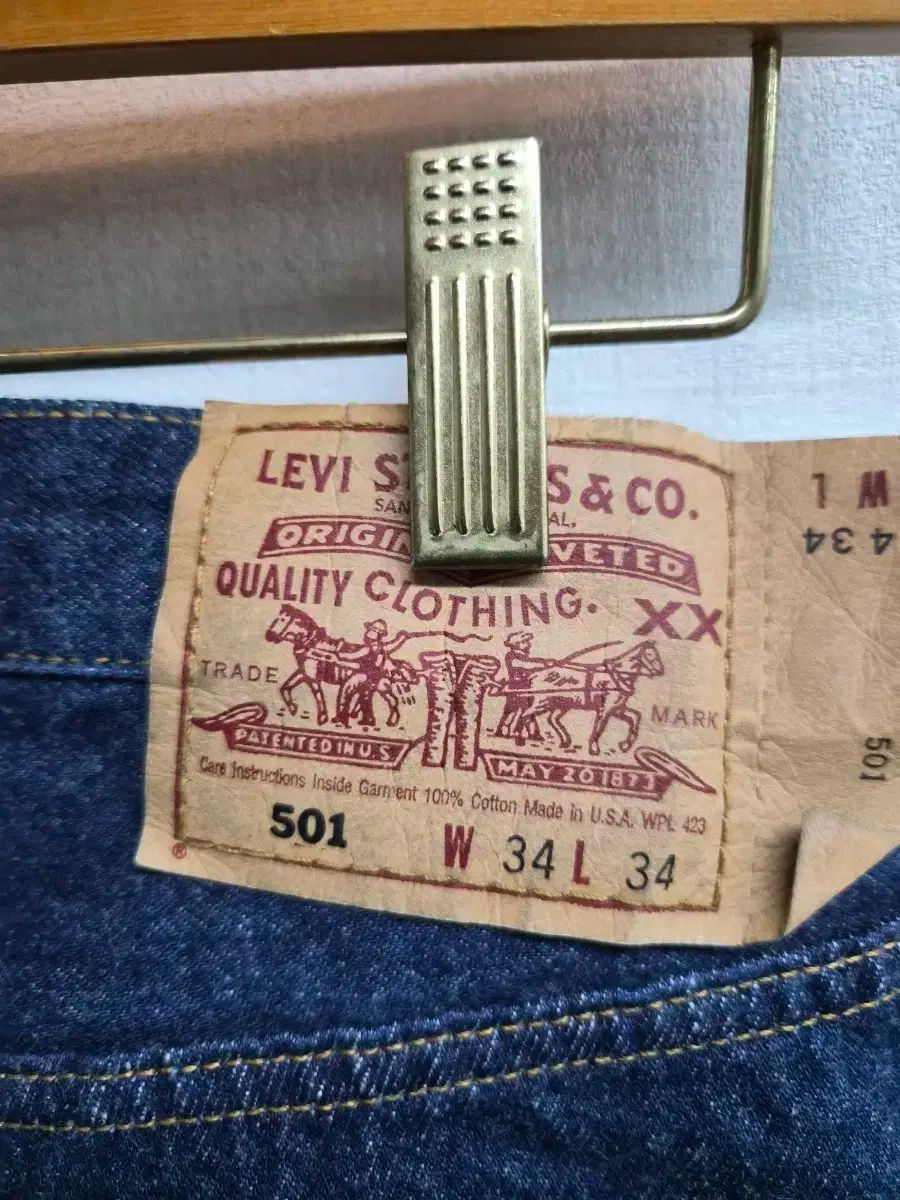 LEVI S & CO.
SAN AL.
ORIGIN VETED
QUALITY CLOTHING.
XX
TRADE MARK
PATENTED IN U.S. MAY 20 1873
Care Instructions Inside Garment 100% Cotton Made in U.S.A. WPL 423
501 W 34 L 34
®
W L
34 4
501